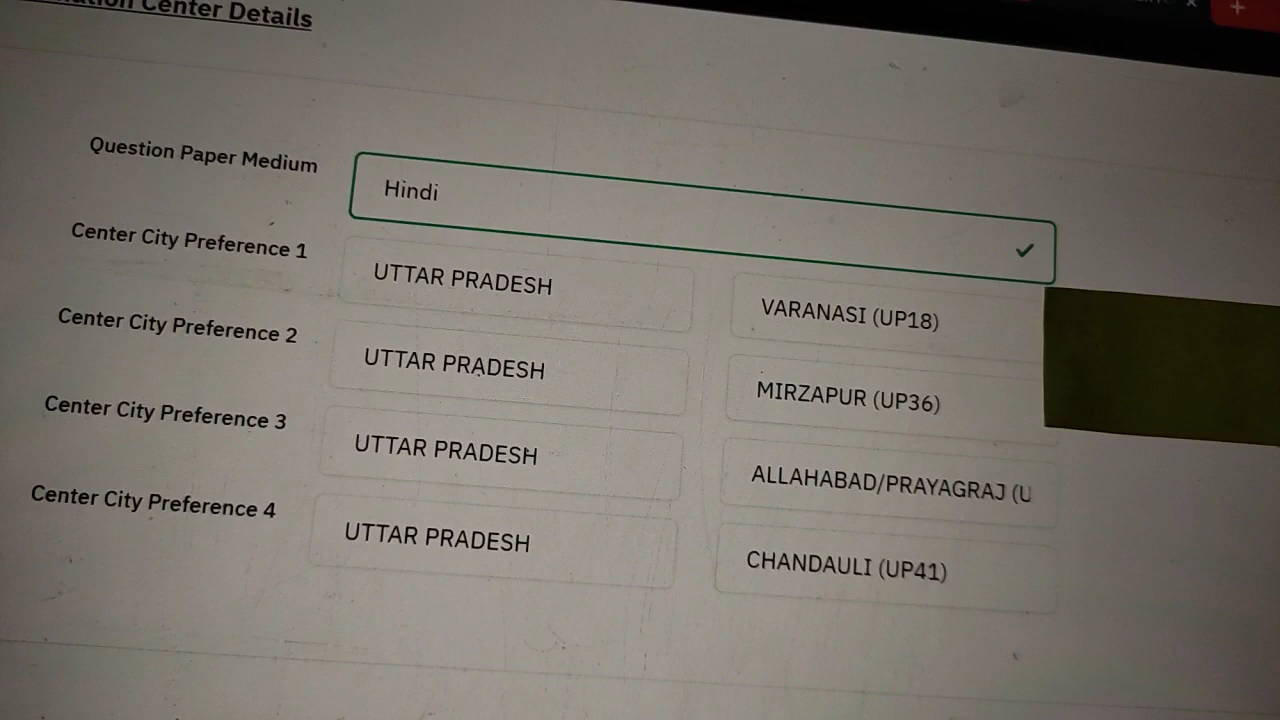 Center Details
Question Paper Medium
Hindi
Center City Preference 1
UTTAR PRADESH
VARANASI (UP18)
Center City Preference 2
UTTAR PRADESH
MIRZAPUR (UP36)
Center City Preference 3
UTTAR PRADESH
ALLAHABAD/PRAYAGRAJ (U
Center City Preference 4
UTTAR PRADESH
CHANDAULI (UP41)